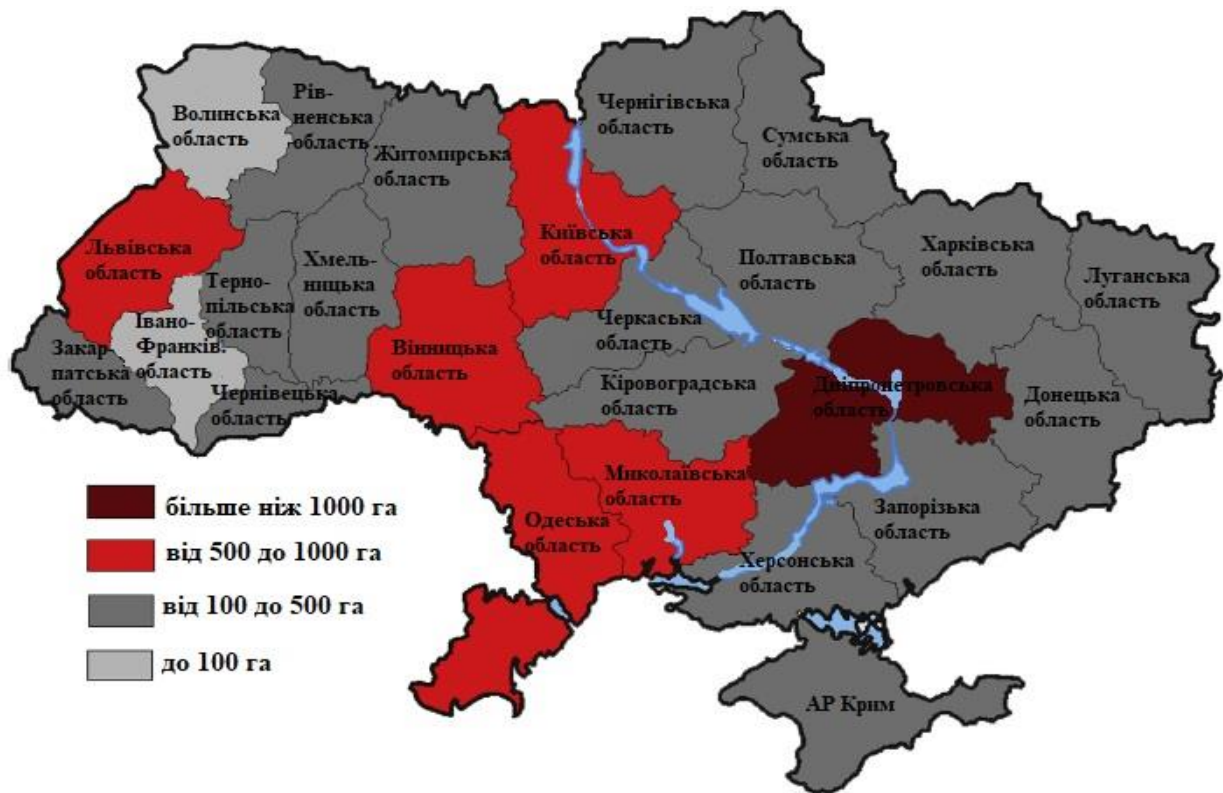 Волинська
область
Рів-
ненська
область
Житомирська
область
Чернігівська
область
Сумська
область
Львівська
область
Київська
область
Полтавська
область
Харківська
область
Луганська
область
Терно-
пільська
область
Хмель-
ницька
область
Івано-
Франків.
область
Закар-
патська
область
Чернівецька
область
Вінницька
область
Черкаська
область
Кіровоградська
область
Дніпропетровська
область
Донецька
область
Миколаївська
область
Одеська
область
Запорізька
область
Херсонська
область
АР Крим
більше ніж 1000 га
від 500 до 1000 га
від 100 до 500 га
до 100 га